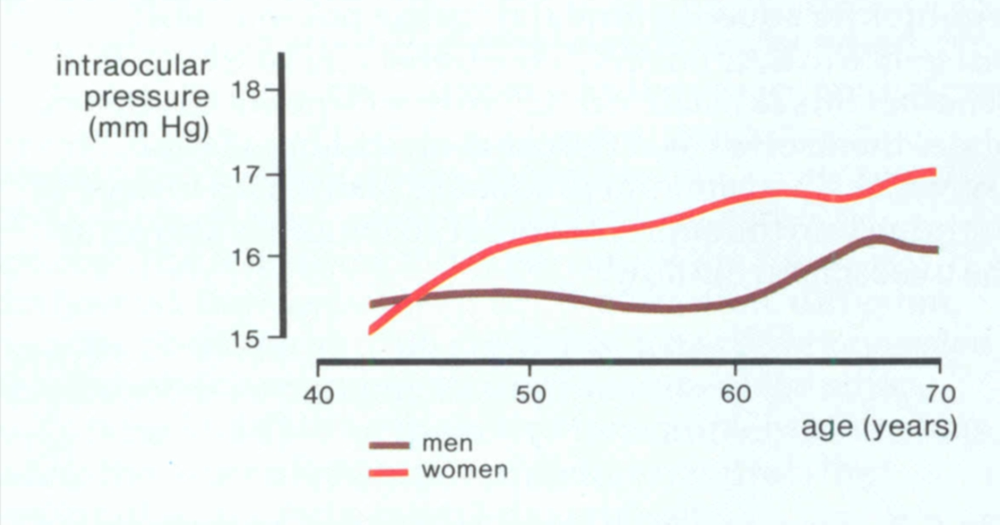 intraocular
pressure
(mm Hg)
18
17
16
15
40 50 60 70
age (years)
men
women